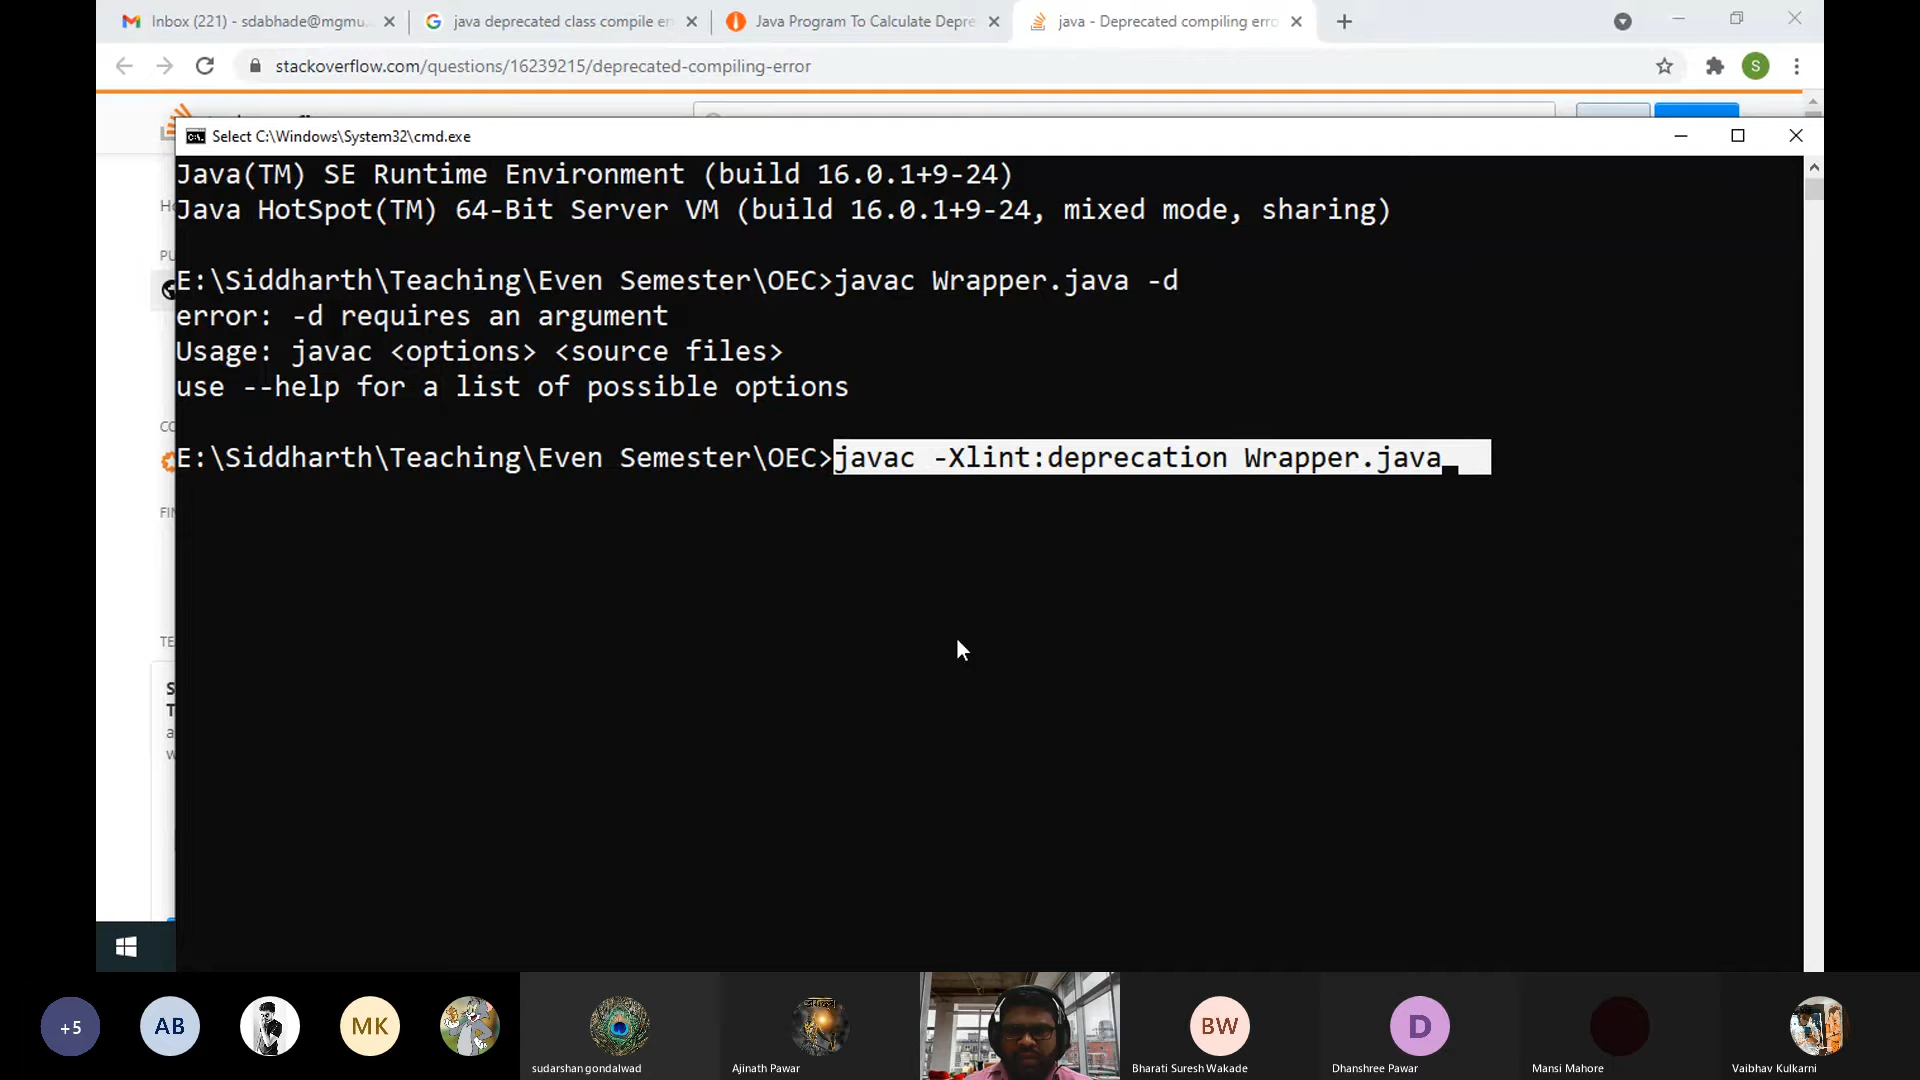 Inbox (221) - sdabhade@mgmu.
java deprecated class compile er
Java Program To Calculate Depre
java - Deprecated compiling erro
stackoverflow.com/questions/16239215/deprecated-compiling-error
S
Select C:\Windows\System32\cmd.exe
Java(TM) SE Runtime Environment (build 16.0.1+9-24)
Java HotSpot(TM) 64-Bit Server VM (build 16.0.1+9-24, mixed mode, sharing)
E:\Siddharth\Teaching\Even Semester\OEC>javac Wrapper.java -d
error: -d requires an argument
Usage: javac <options> <source files>
use --help for a list of possible options
E:\Siddharth\Teaching\Even Semester\OEC>javac -Xlint:deprecation Wrapper.java
+5
AB
MK
BW
D
sudarshan gondalwad
Ajinath Pawar
Bharati Suresh Wakade
Dhanshree Pawar
Mansi Mahore
Vaibhav Kulkarni